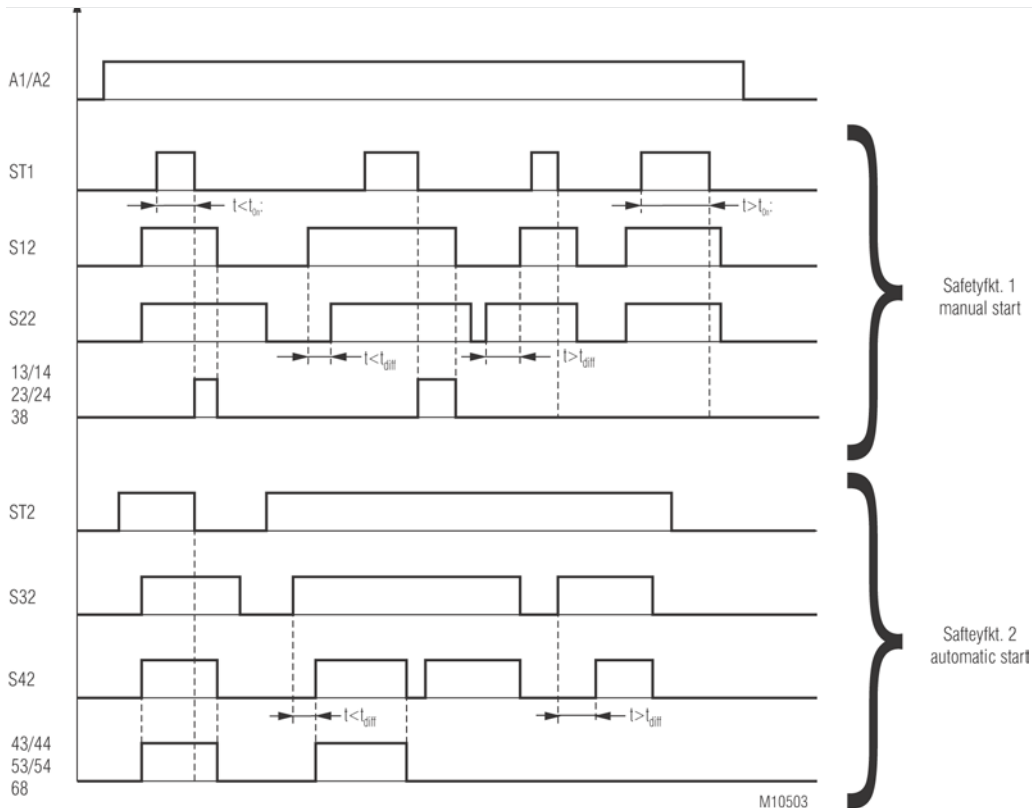 A1/A2
ST1
t<t0n:
t>t0n:
S12
S22
t<tdiff
t>tdiff
13/14
23/24
38
Safetyfkt. 1
manual start
ST2
S32
S42
t<tdiff
t>tdiff
43/44
53/54
68
Safteyfkt. 2
automatic start
M10503